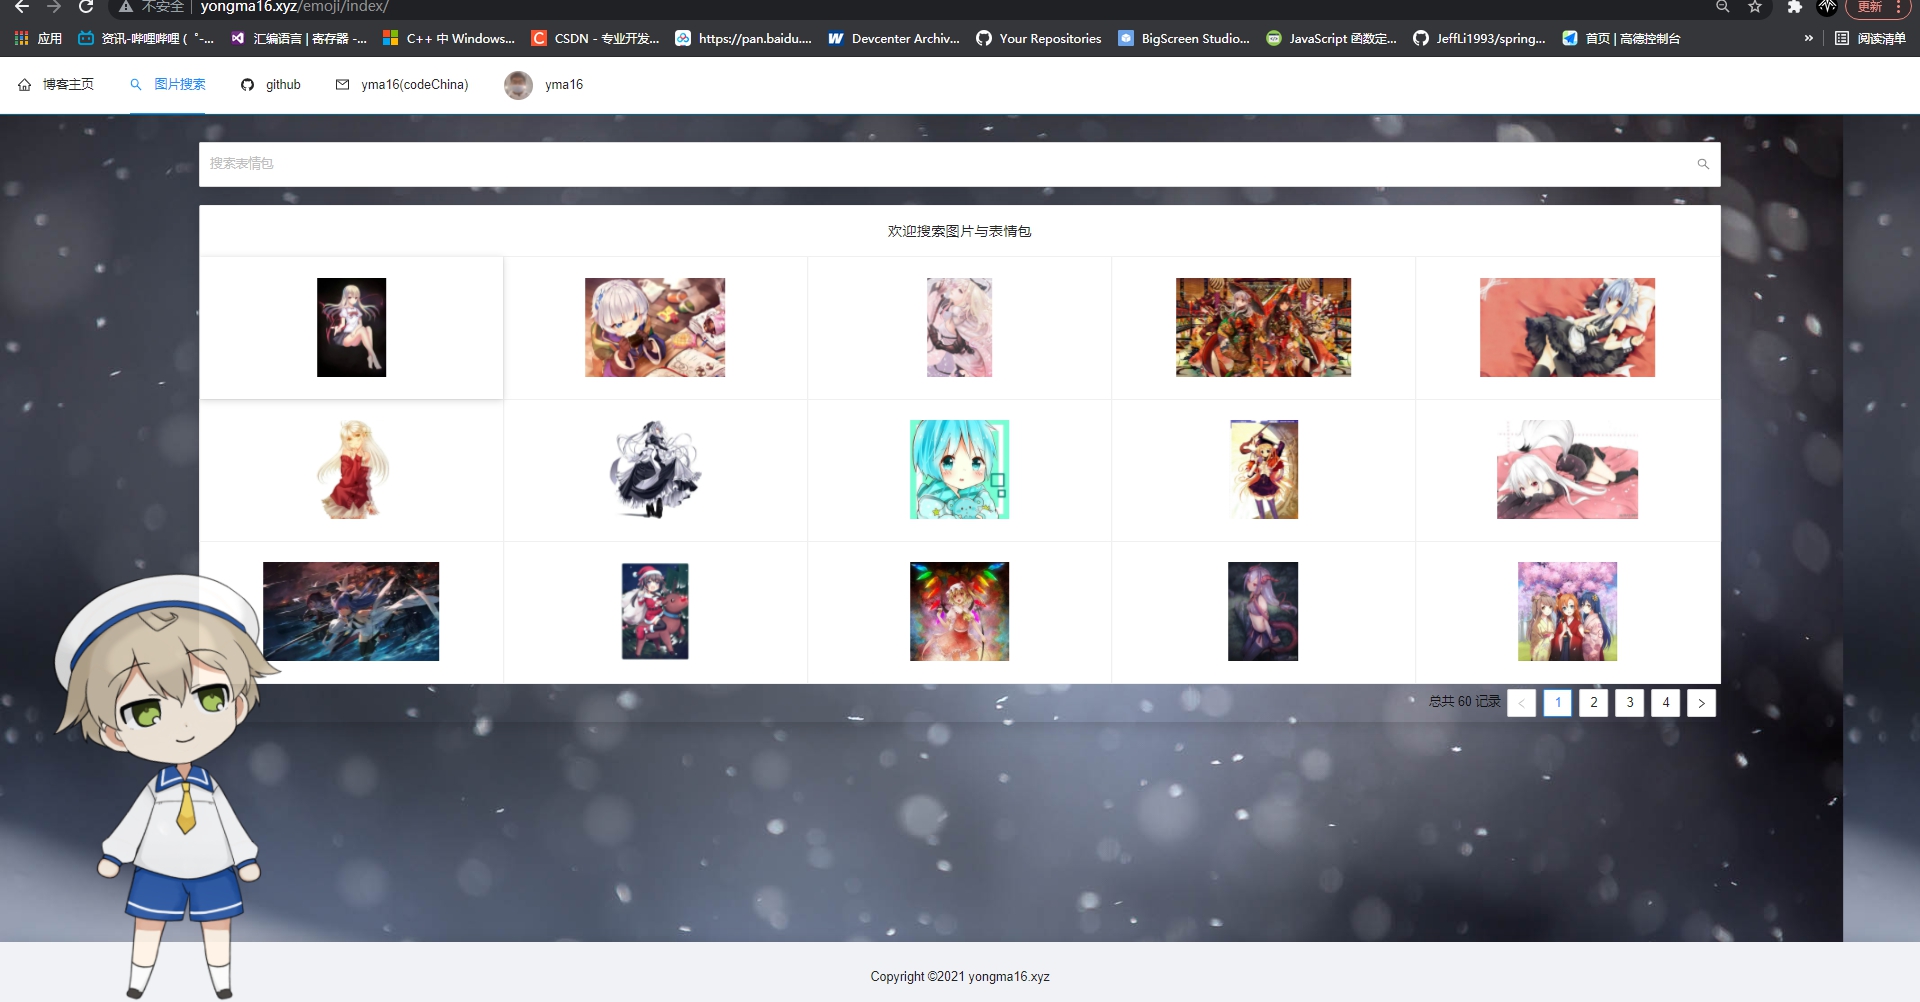 不安全 yongma16.xyz/emoji/index/ 更新
应用 资讯-哔哩哔哩 ( ゜-... 汇编语言 | 寄存器 -... C++ 中 Windows... CSDN - 专业开发... https://pan.baidu.... Devcenter Archiv... Your Repositories BigScreen Studio... JavaScript 函数定... JeffLi1993/spring... 首页 | 高德控制台 » 阅读清单
博客主页 图片搜索 github yma16(codeChina) yma16
搜索表情包
欢迎搜索图片与表情包
总共 60 记录 < 1 2 3 4 >
Copyright ©2021 yongma16.xyz